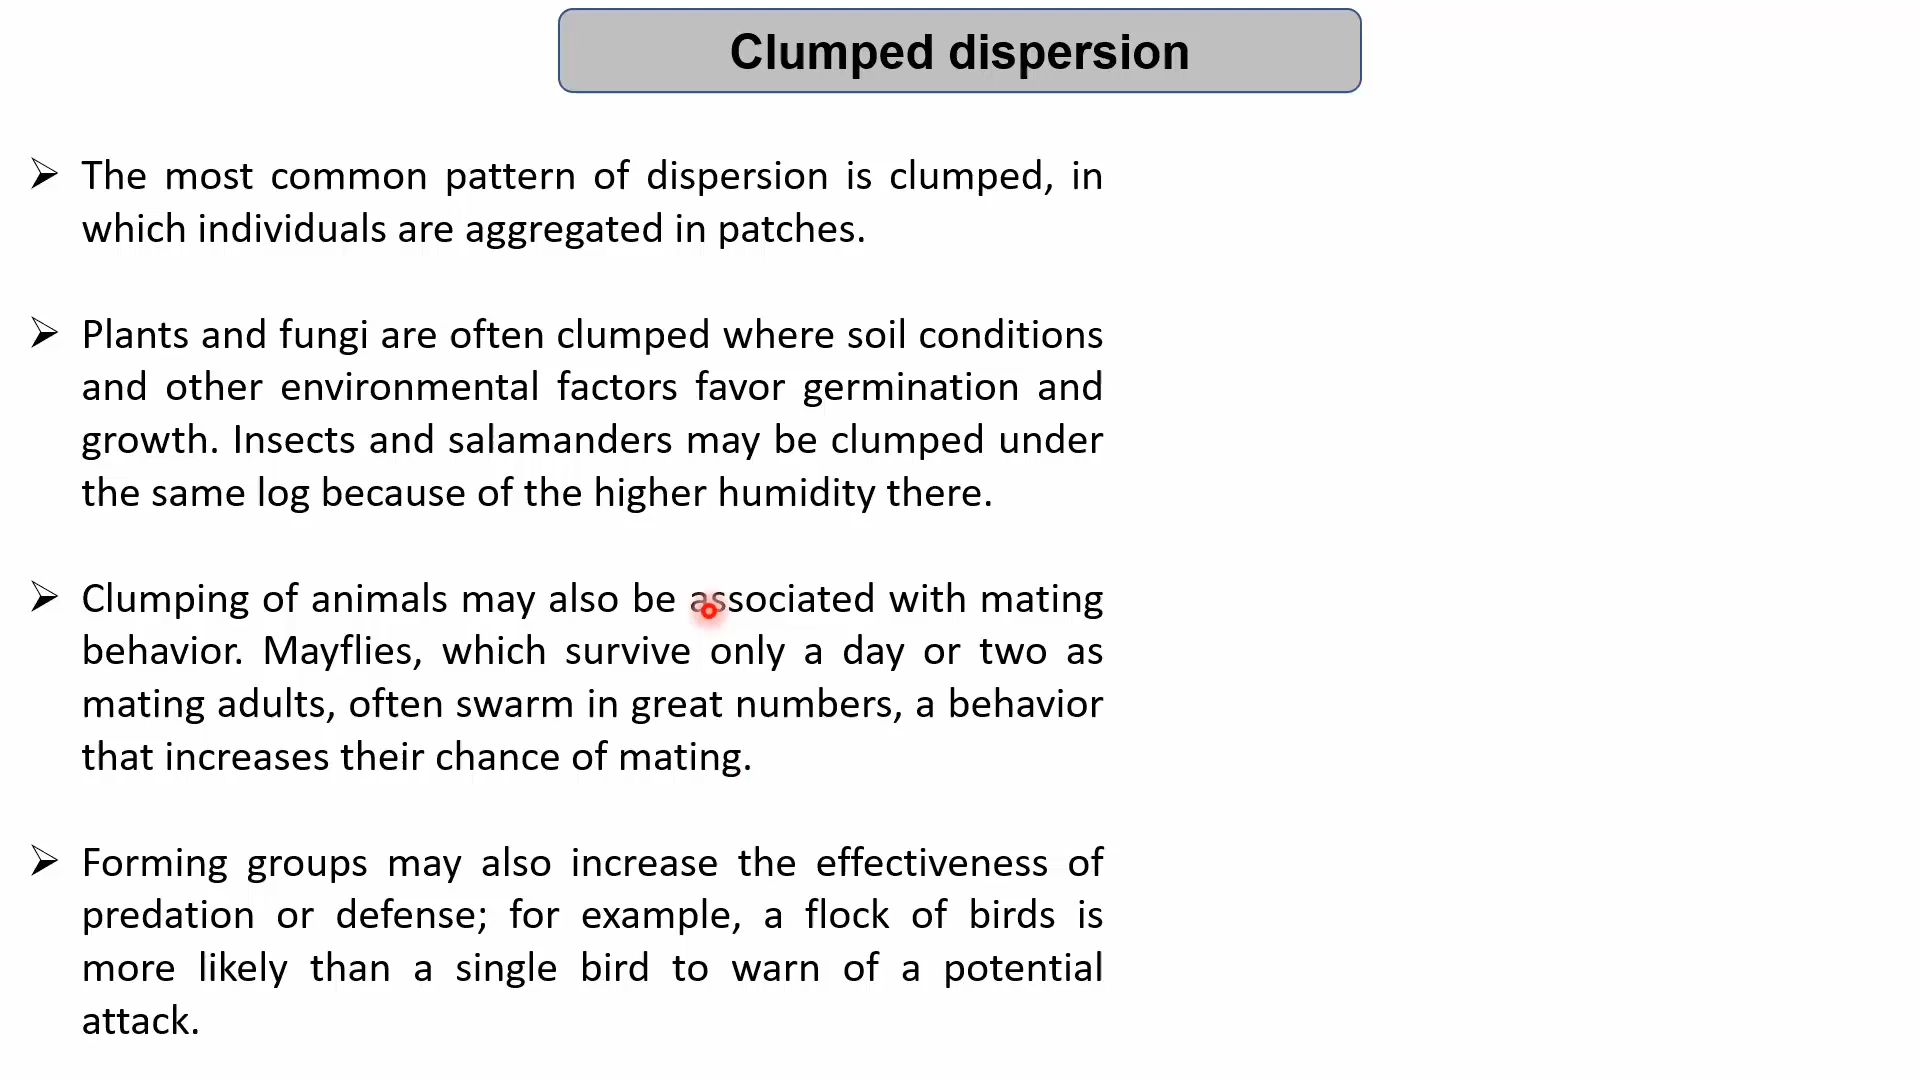 Clumped dispersion
The most common pattern of dispersion is clumped, in
which individuals are aggregated in patches.
Plants and fungi are often clumped where soil conditions
and other environmental factors favor germination and
growth. Insects and salamanders may be clumped under
the same log because of the higher humidity there.
Clumping of animals may also be associated with mating
behavior. Mayflies, which survive only a day or two as
mating adults, often swarm in great numbers, a behavior
that increases their chance of mating.
Forming groups may also increase the effectiveness of
predation or defense; for example, a flock of birds is
more likely than a single bird to warn of a potential
attack.